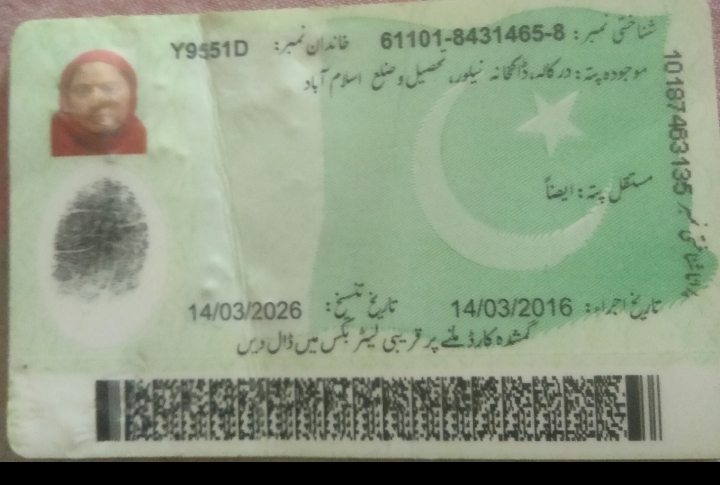 شناختی نمبر: 61101-8431465-8 خاندان نمبر: Y9551D
موجودہ پتہ: درکالہ، ڈاکخانہ نیلور، تحصیل و ضلع اسلام آباد
مستقل پتہ: ایضاً
تاریخ اجراء: 14/03/2016 تاریخ تنسیخ: 14/03/2026
گمشدہ کارڈ ملنے پر قریبی لیٹر بکس میں ڈال دیں
10187463135